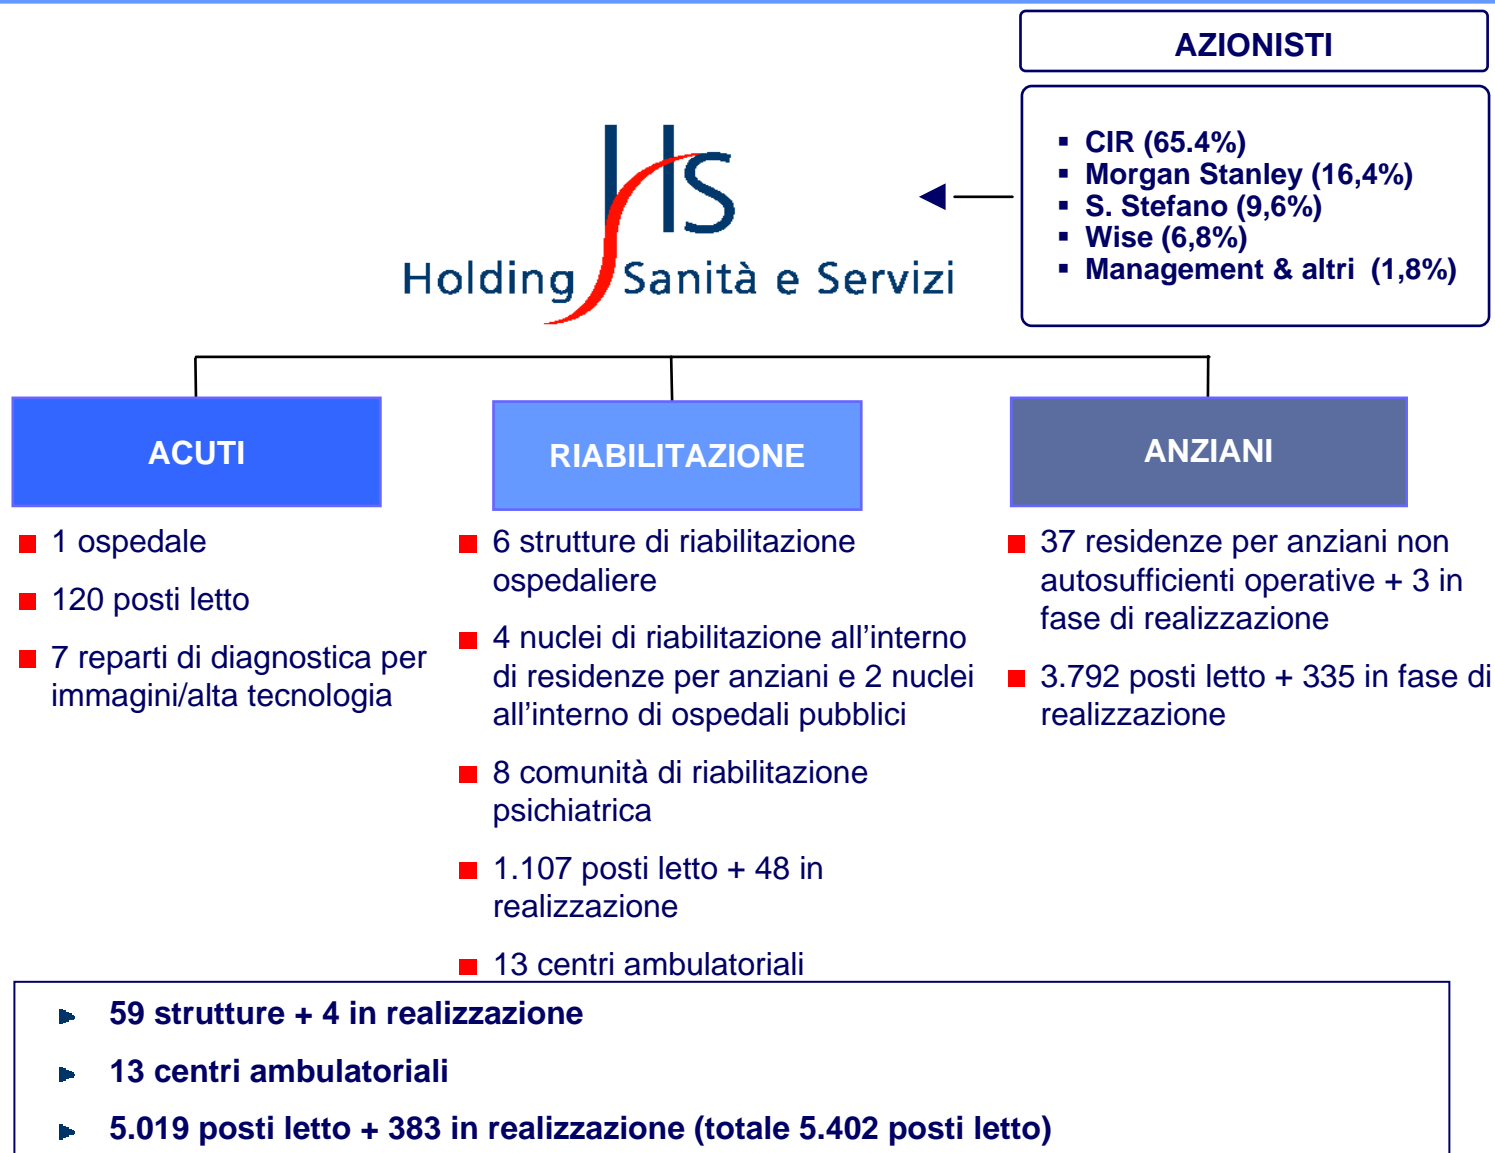 AZIONISTI
▪ CIR (65.4%)
▪ Morgan Stanley (16,4%)
▪ S. Stefano (9,6%)
▪ Wise (6,8%)
▪ Management & altri  (1,8%)
Hs
Holding Sanità e Servizi
ACUTI
1 ospedale
120 posti letto
7 reparti di diagnostica per
immagini/alta tecnologia
RIABILITAZIONE
6 strutture di riabilitazione
ospedaliere
4 nuclei di riabilitazione all’interno
di residenze per anziani e 2 nuclei
all’interno di ospedali pubblici
8 comunità di riabilitazione
psichiatrica
1.107 posti letto + 48 in
realizzazione
13 centri ambulatoriali
ANZIANI
37 residenze per anziani non
autosufficienti operative + 3 in
fase di realizzazione
3.792 posti letto + 335 in fase di
realizzazione
59 strutture + 4 in realizzazione
13 centri ambulatoriali
5.019 posti letto + 383 in realizzazione (totale 5.402 posti letto)